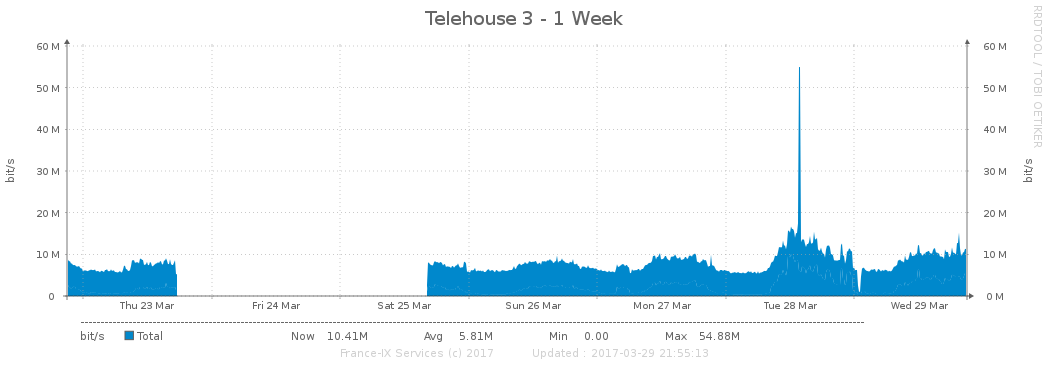 Telehouse 3 - 1 Week
RRDTOOL / TOBI OETIKER
60 M 60 M
50 M 50 M
40 M 40 M
30 M 30 M
20 M 20 M
10 M 10 M
0 0 M
bit/s bit/s
Thu 23 Mar Fri 24 Mar Sat 25 Mar Sun 26 Mar Mon 27 Mar Tue 28 Mar Wed 29 Mar
bit/s Total Now 10.41M Avg 5.81M Min 0.00 Max 54.88M
France-IX Services (c) 2017 Updated : 2017-03-29 21:55:13